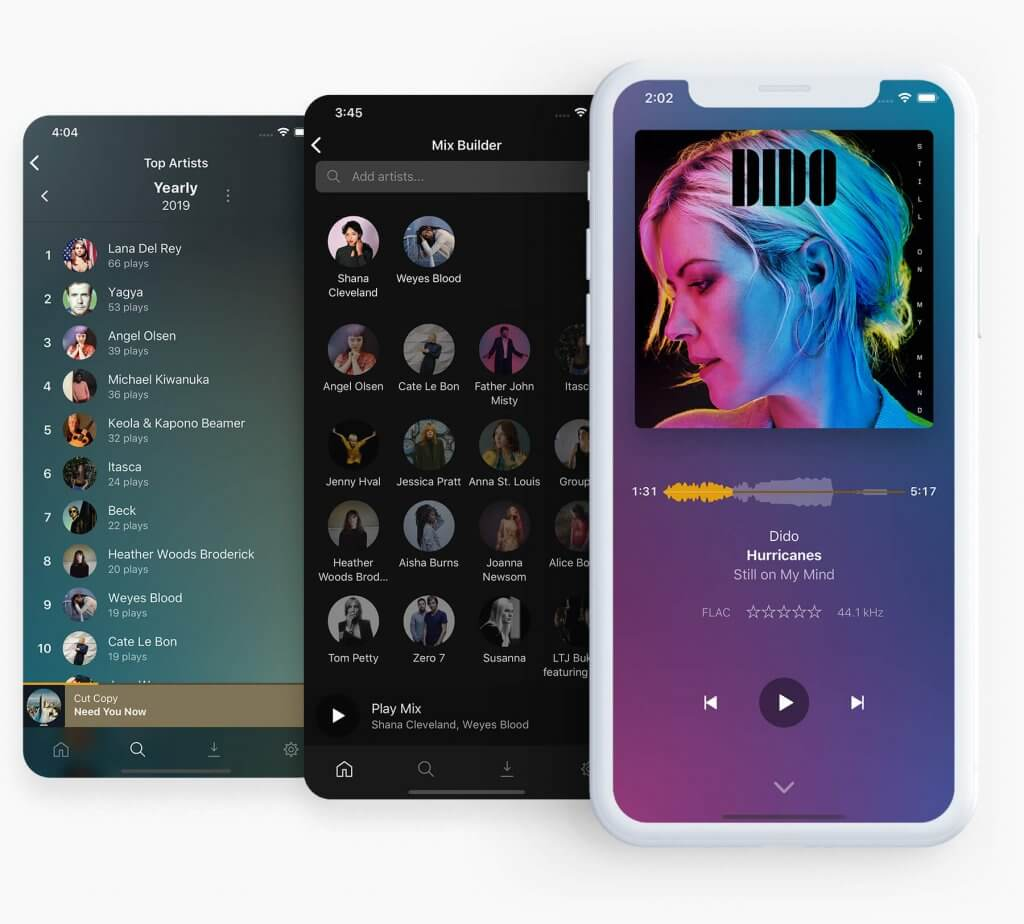 4:04
Top Artists
Yearly
2019
1
Lana Del Rey
66 plays
2
Yagya
53 plays
3
Angel Olsen
39 plays
4
Michael Kiwanuka
36 plays
5
Keola & Kapono Beamer
32 plays
6
Itasca
24 plays
7
Beck
22 plays
8
Heather Woods Broderick
20 plays
9
Weyes Blood
19 plays
10
Cate Le Bon
19 plays
Cut Copy
Need You Now
3:45
Mix Builder
Add artists...
Shana
Cleveland
Weyes Blood
Angel Olsen
Cate Le Bon
Father John
Misty
Itasc
Jenny Hval
Jessica Pratt
Anna St. Louis
Group
Heather
Woods Brod...
Aisha Burns
Joanna
Newsom
Alice Bo
Tom Petty
Zero 7
Susanna
LTJ Buk
featuring
Play Mix
Shana Cleveland, Weyes Blood
2:02
DIDO
STILL ON MY MIND
1:31
5:17
Dido
Hurricanes
Still on My Mind
FLAC
44.1 kHz